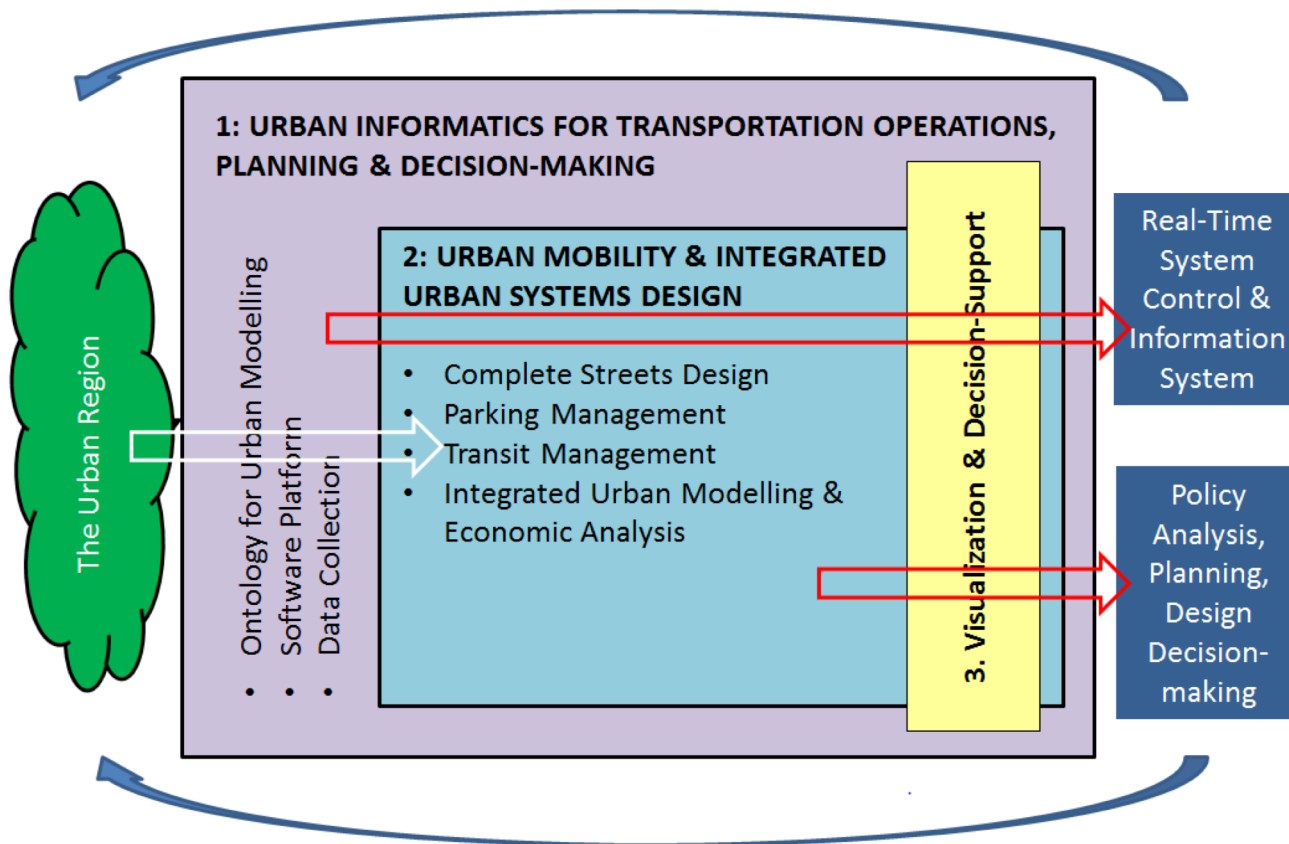 1: URBAN INFORMATICS FOR TRANSPORTATION OPERATIONS,
PLANNING & DECISION-MAKING
The Urban Region
• Ontology for Urban Modelling
• Software Platform
• Data Collection
2: URBAN MOBILITY & INTEGRATED
URBAN SYSTEMS DESIGN
• Complete Streets Design
• Parking Management
• Transit Management
• Integrated Urban Modelling &
Economic Analysis
3. Visualization & Decision-Support
Real-Time
System
Control &
Information
System
Policy
Analysis,
Planning,
Design
Decision-
making